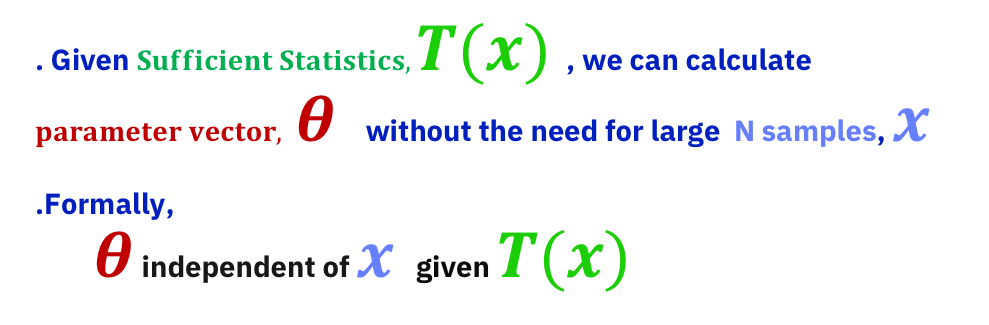 . Given Sufficient Statistics, T(x) , we can calculate
parameter vector, θ without the need for large N samples, x
.Formally,
θ independent of x given T(x)